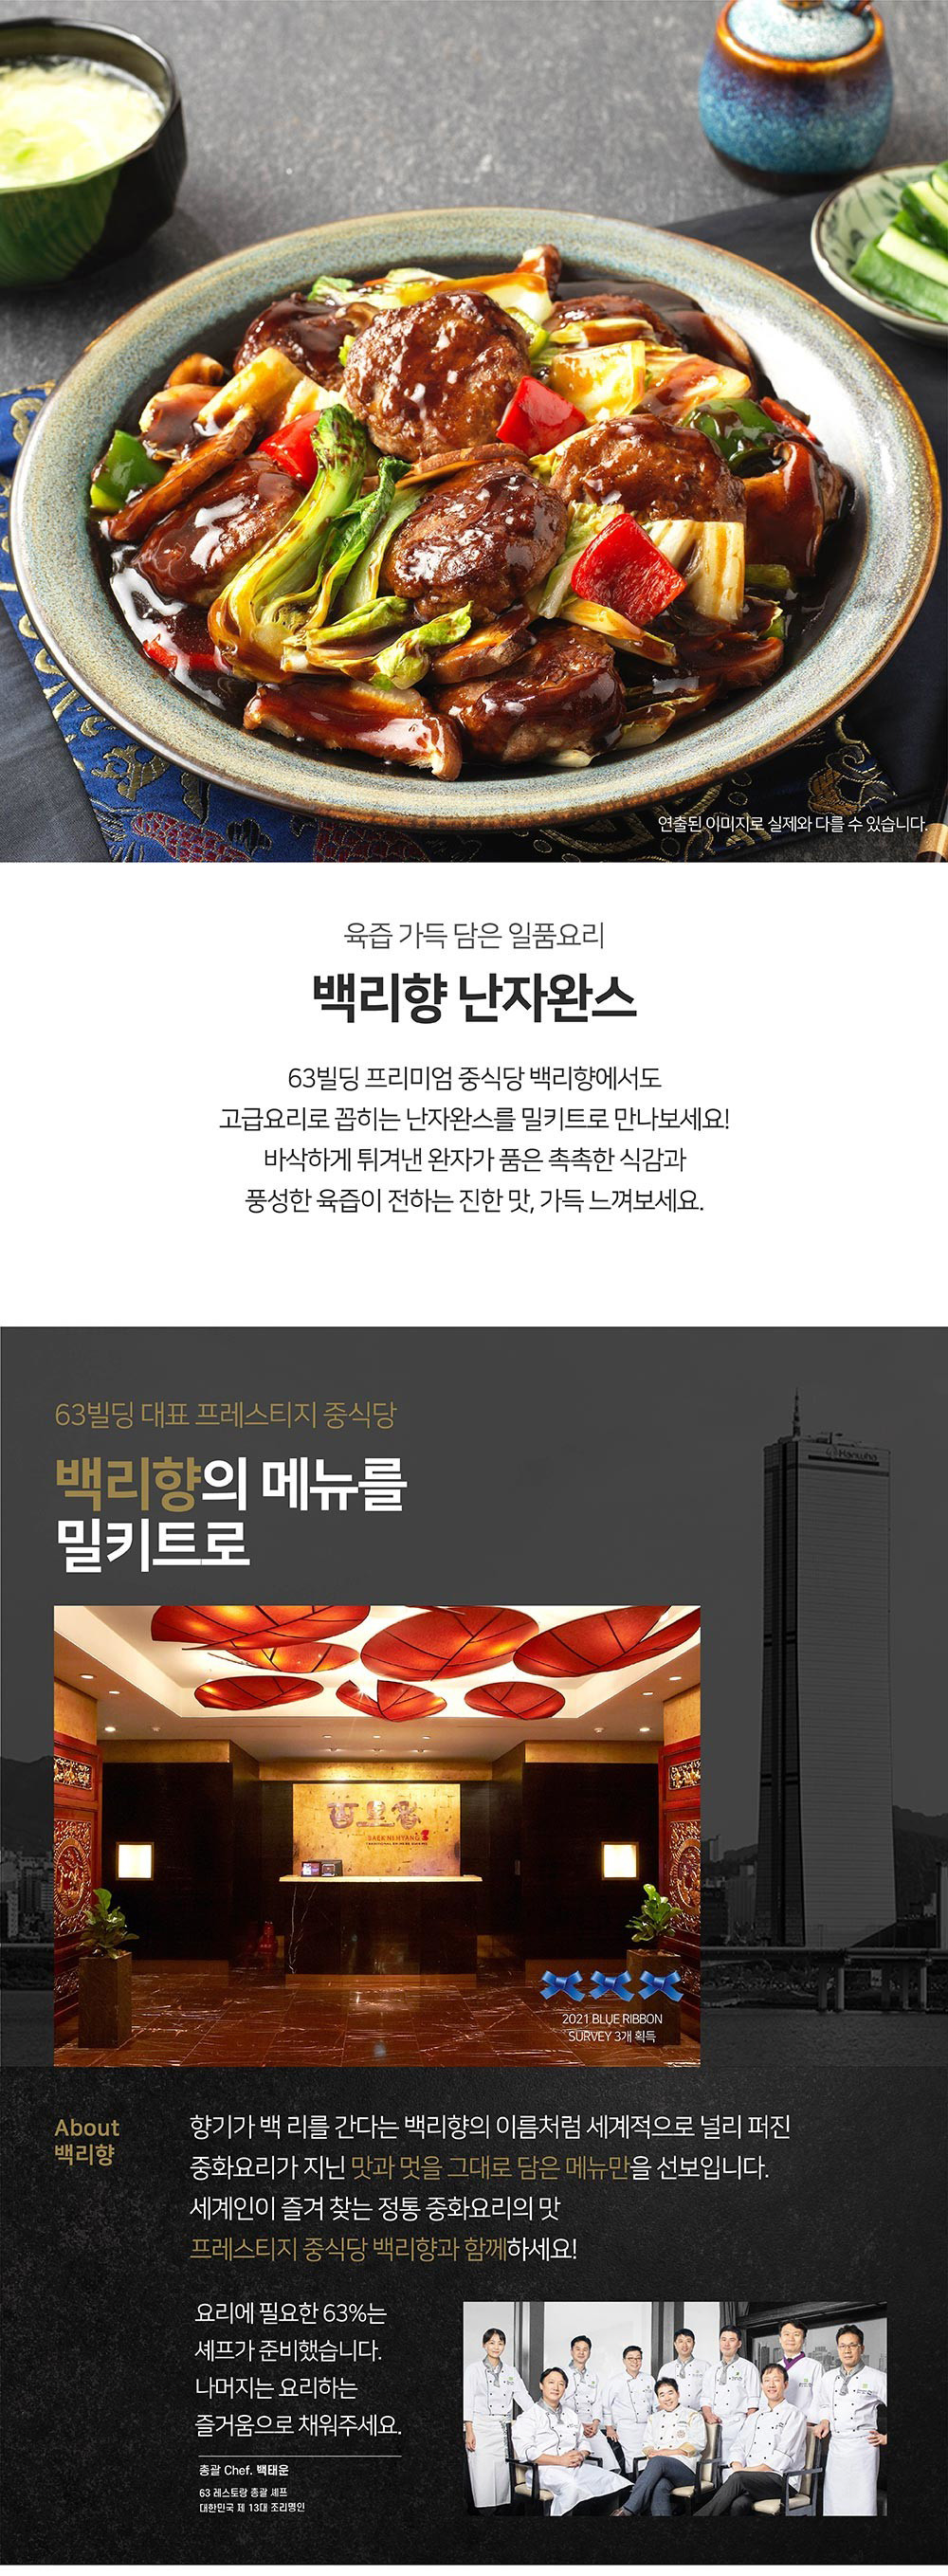 연출된 이미지로 실제와 다를 수 있습니다.
육즙 가득 담은 일품요리
백리향 난자완스
63빌딩 프리미엄 중식당 백리향에서도
고급요리로 꼽히는 난자완스를 밀키트로 만나보세요!
바삭하게 튀겨낸 완자가 품은 촉촉한 식감과
풍성한 육즙이 전하는 진한 맛, 가득 느껴보세요.
63빌딩 대표 프레스티지 중식당
백리향의 메뉴를
밀키트로
Hanwha
百里香
BAEK NI HYANG
2021 BLUE RIBBON
SURVEY 3개 획득
About
백리향
향기가 백 리를 간다는 백리향의 이름처럼 세계적으로 널리 퍼진
중화요리가 지닌 맛과 멋을 그대로 담은 메뉴만을 선보입니다.
세계인이 즐겨 찾는 정통 중화요리의 맛
프레스티지 중식당 백리향과 함께하세요!
요리에 필요한 63%는
셰프가 준비했습니다.
나머지는 요리하는
즐거움으로 채워주세요.
총괄 Chef. 백태운
63 레스토랑 총괄 셰프
대한민국 제 13대 조리명인